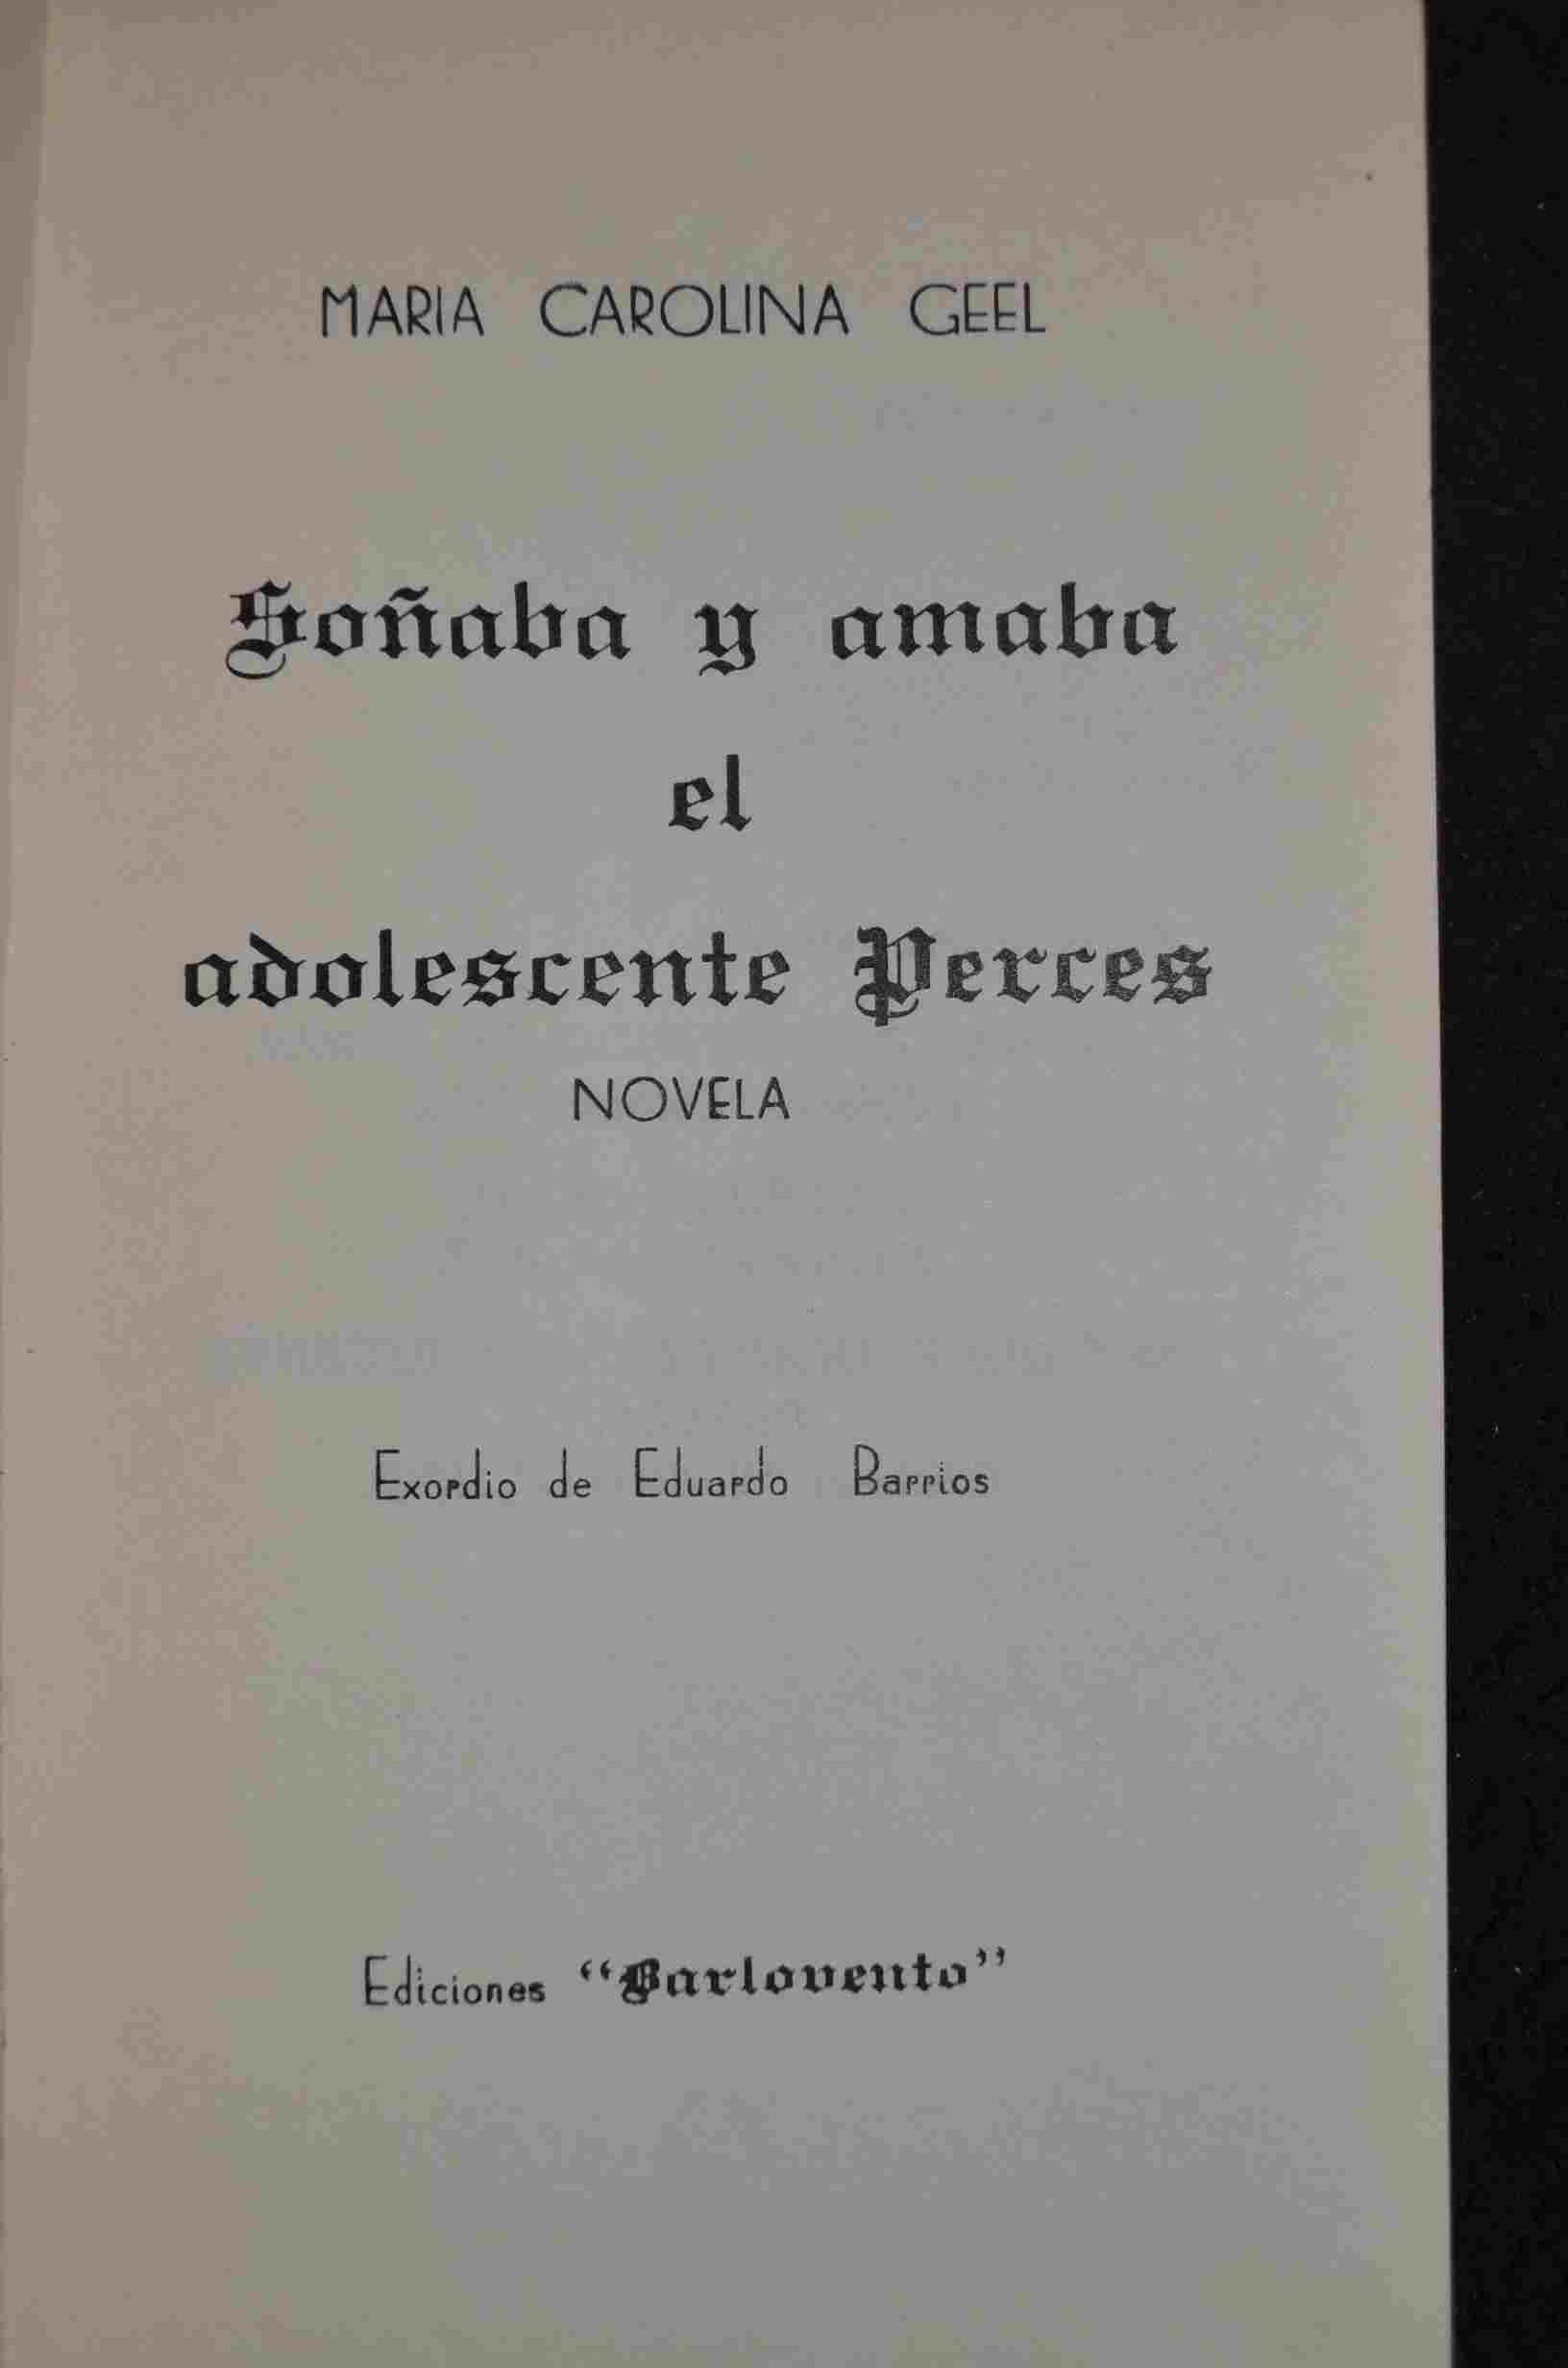 MARIA CAROLINA GEEL
Soñaba y amaba
el
adolescente Perces
NOVELA
Exordio de Eduardo Barrios
Ediciones “Barlovento”